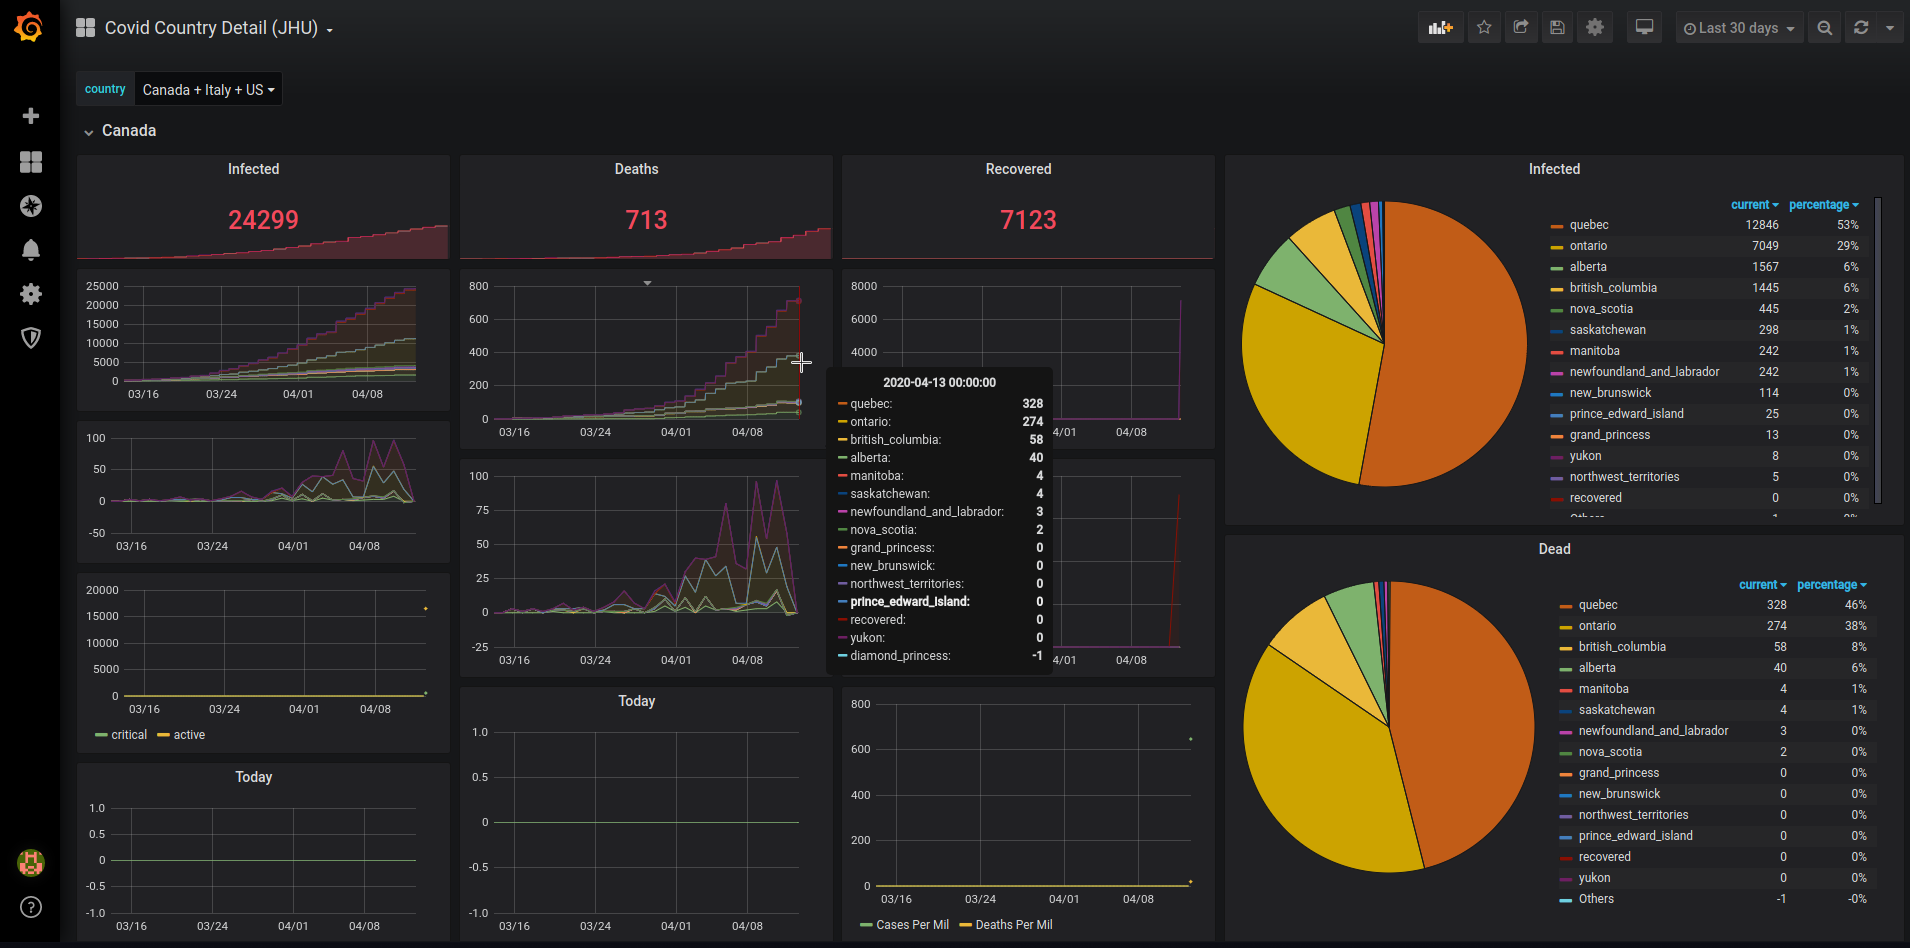 Covid Country Detail (JHU)
Last 30 days
country Canada + Italy + US
Canada
Infected
24299
25000
20000
15000
10000
5000
0
03/16 03/24 04/01 04/08
100
50
0
-50
03/16 03/24 04/01 04/08
20000
15000
10000
5000
0
03/16 03/24 04/01 04/08
critical active
Today
1.0
0.5
0
-0.5
-1.0
03/16 03/24 04/01 04/08
Deaths
713
800
600
400
200
0
03/16 03/24 04/01 04/08
100
75
50
25
0
-25
03/16 03/24 04/01 04/08
Today
1.0
0.5
0
-0.5
-1.0
03/16 03/24 04/01 04/08
Recovered
7123
8000
6000
4000
4/01 04/08
2020-04-13 00:00:00
quebec: 328
ontario: 274
british_columbia: 58
alberta: 40
manitoba: 4
saskatchewan: 4
newfoundland_and_labrador: 3
nova_scotia: 2
grand_princess: 0
new_brunswick: 0
northwest_territories: 0
prince_edward_island: 0
recovered: 0
yukon: 0
diamond_princess: -1
4/01 04/08
800
600
400
200
0
03/16 03/24 04/01 04/08
Cases Per Mil Deaths Per Mil
Infected
current percentage
quebec 12846 53%
ontario 7049 29%
alberta 1567 6%
british_columbia 1445 6%
nova_scotia 445 2%
saskatchewan 298 1%
manitoba 242 1%
newfoundland_and_labrador 242 1%
new_brunswick 114 0%
prince_edward_island 25 0%
grand_princess 13 0%
yukon 8 0%
northwest_territories 5 0%
recovered 0 0%
Dead
current percentage
quebec 328 46%
ontario 274 38%
british_columbia 58 8%
alberta 40 6%
manitoba 4 1%
saskatchewan 4 1%
newfoundland_and_labrador 3 0%
nova_scotia 2 0%
grand_princess 0 0%
new_brunswick 0 0%
northwest_territories 0 0%
prince_edward_island 0 0%
recovered 0 0%
yukon 0 0%
Others -1 -0%